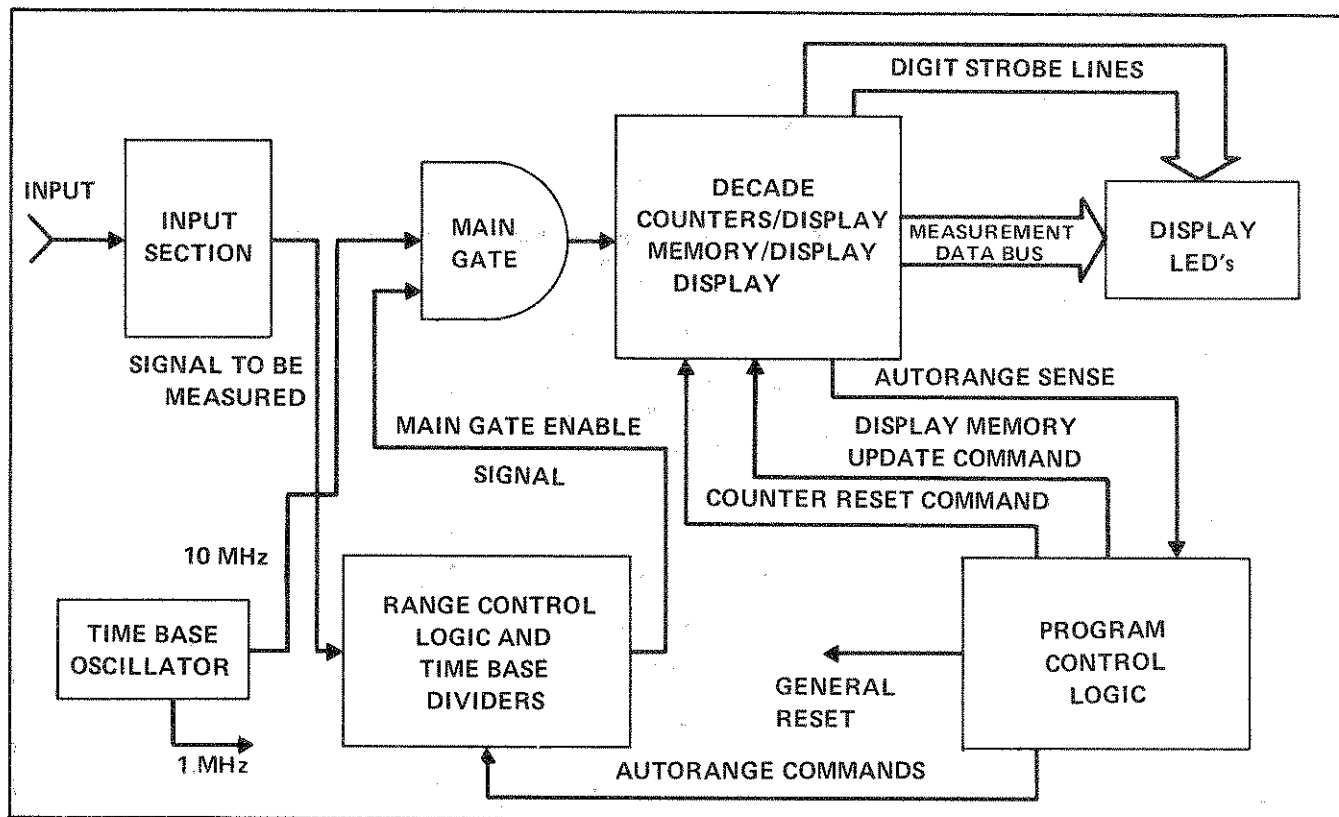 DIGIT STROBE LINES
INPUT
INPUT
SECTION
MAIN
GATE
DECADE
COUNTERS/DISPLAY
MEMORY/DISPLAY
DISPLAY
MEASUREMENT
DATA BUS
DISPLAY
LED's
SIGNAL TO BE
MEASURED
MAIN GATE ENABLE
SIGNAL
AUTORANGE SENSE
DISPLAY MEMORY
UPDATE COMMAND
COUNTER RESET COMMAND
10 MHz
TIME BASE
OSCILLATOR
1 MHz
RANGE CONTROL
LOGIC AND
TIME BASE
DIVIDERS
GENERAL
RESET
PROGRAM
CONTROL
LOGIC
AUTORANGE COMMANDS